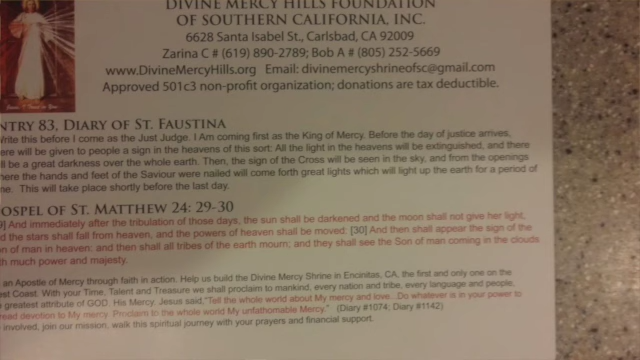 DIVINE MERCY HILLS FOUNDATION
OF SOUTHERN CALIFORNIA, INC.
6628 Santa Isabel St., Carlsbad, CA 92009
Zarina C # (619) 890-2789; Bob A # (805) 252-5669
www.DivineMercyHills.org Email: divinemercyshrineofsc@gmail.com
Approved 501c3 non-profit organization; donations are tax deductible.
NTRY 83, DIARY OF ST. FAUSTINA
Write this before I come as the Just Judge. I Am coming first as the King of Mercy. Before the day of justice arrives,
ere will be given to people a sign in the heavens of this sort: All the light in the heavens will be extinguished, and there
ll be a great darkness over the whole earth. Then, the sign of the Cross will be seen in the sky, and from the openings
here the hands and feet of the Saviour were nailed will come forth great lights which will light up the earth for a period of
me. This will take place shortly before the last day.
OSPEL OF ST. MATTHEW 24: 29-30
9] And immediately after the tribulation of those days, the sun shall be darkened and the moon shall not give her light,
d the stars shall fall from heaven, and the powers of heaven shall be moved: [30] And then shall appear the sign of the
n of man in heaven: and then shall all tribes of the earth mourn; and they shall see the Son of man coming in the clouds
th much power and majesty.
an Apostle of Mercy through faith in action. Help us build the Divine Mercy Shrine in Encinitas, CA, the first and only one on the
est Coast. With your Time, Talent and Treasure we shall proclaim to mankind, every nation and tribe, every language and people,
greatest attribute of GOD. His Mercy. Jesus said,"Tell the whole world about My mercy and love...Do whatever is in your power to
read devotion to My mercy. Proclaim to the whole world My unfathomable Mercy." (Diary #1074; Diary #1142)
involved, join our mission, walk this spiritual journey with your prayers and financial support.